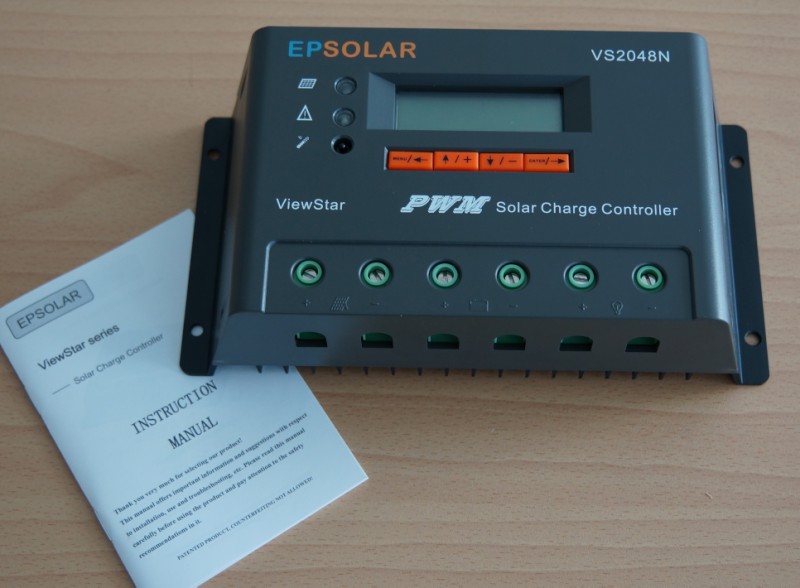 EPSOLAR
VS2048N
MENU/←
↑/+
↓/−
ENTER/→
ViewStar
PWM Solar Charge Controller
+ −
+ −
+ −
EPSOLAR
ViewStar series
—— Solar Charge Controller
INSTRUCTION
MANUAL
Thank you very much for selecting our product!
This manual offers important information and suggestions with respect
to installation, use and troubleshooting, etc. Please read this manual
carefully before using the product and pay attention to the safety
recommendations in it.
PATENTED PRODUCT, COUNTERFEITING NOT ALLOWED!